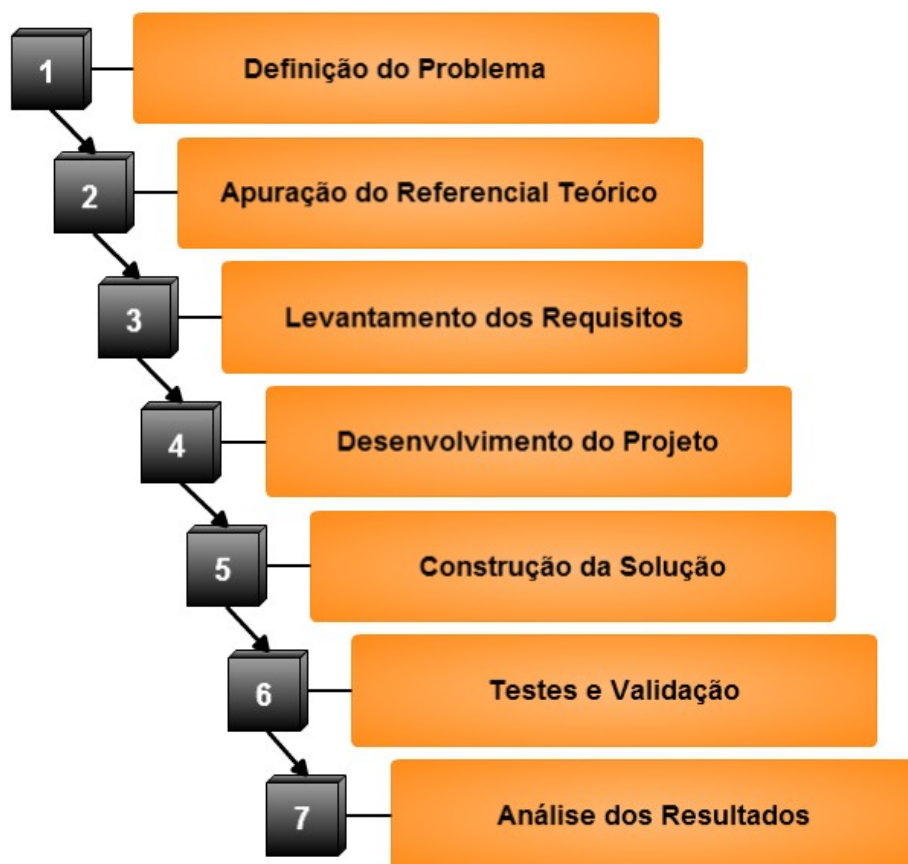 1
Definição do Problema
2
Apuração do Referencial Teórico
3
Levantamento dos Requisitos
4
Desenvolvimento do Projeto
5
Construção da Solução
6
Testes e Validação
7
Análise dos Resultados